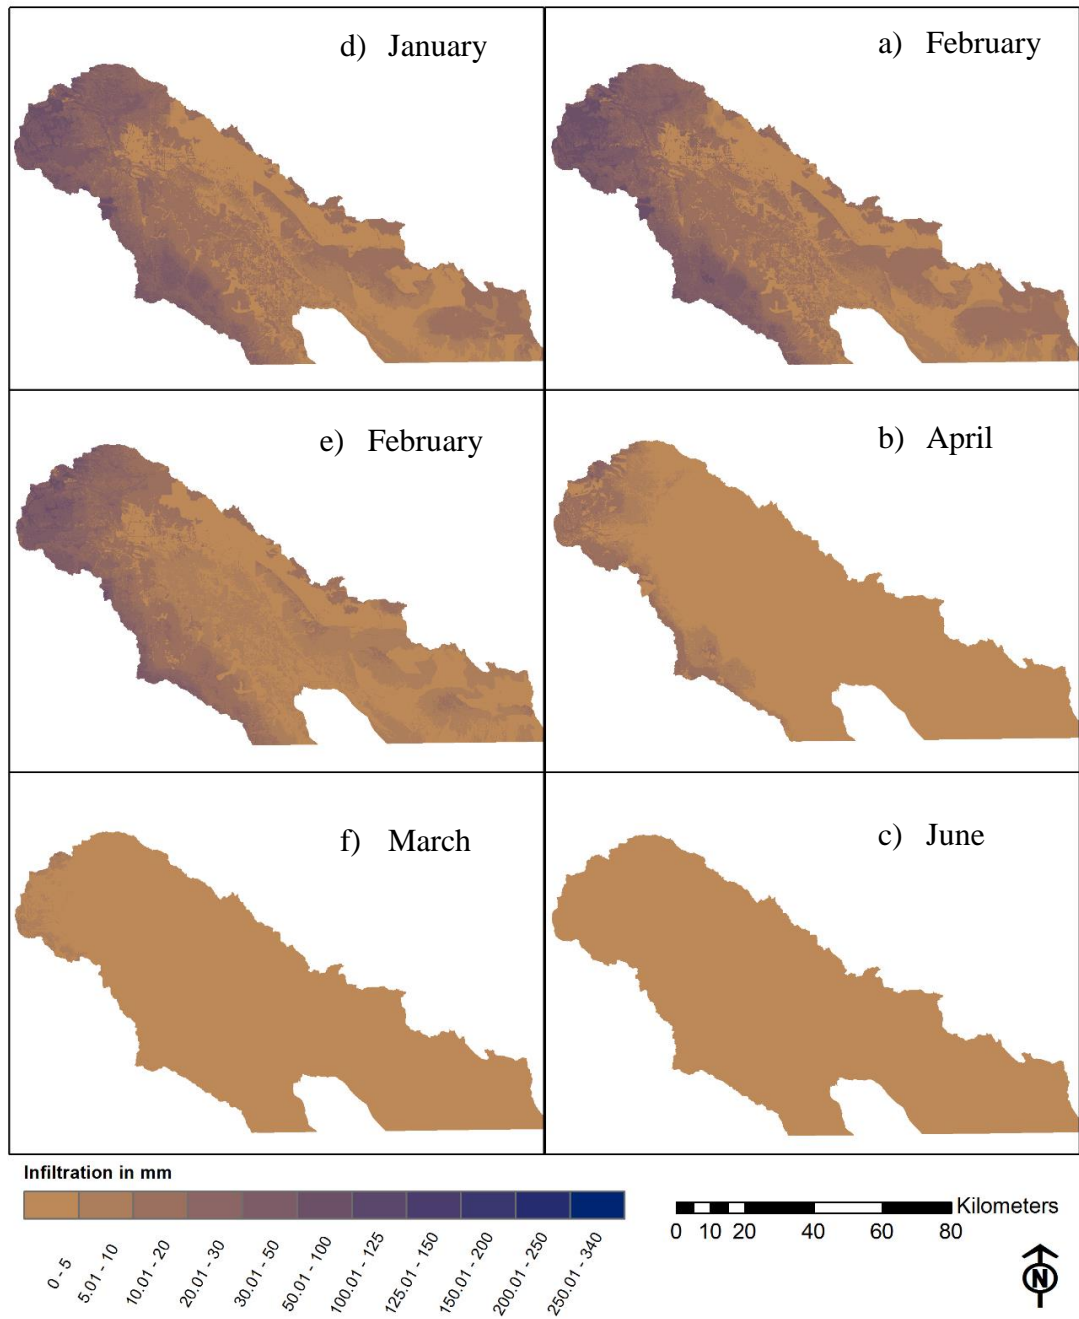 d) January
a) February
e) February
b) April
f) March
c) June
Infiltration in mm
0 - 5
5.01 - 10
10.01 - 20
20.01 - 30
30.01 - 50
50.01 - 100
100.01 - 125
125.01 - 150
150.01 - 200
200.01 - 250
250.01 - 340
Kilometers
0 10 20 40 60 80
N